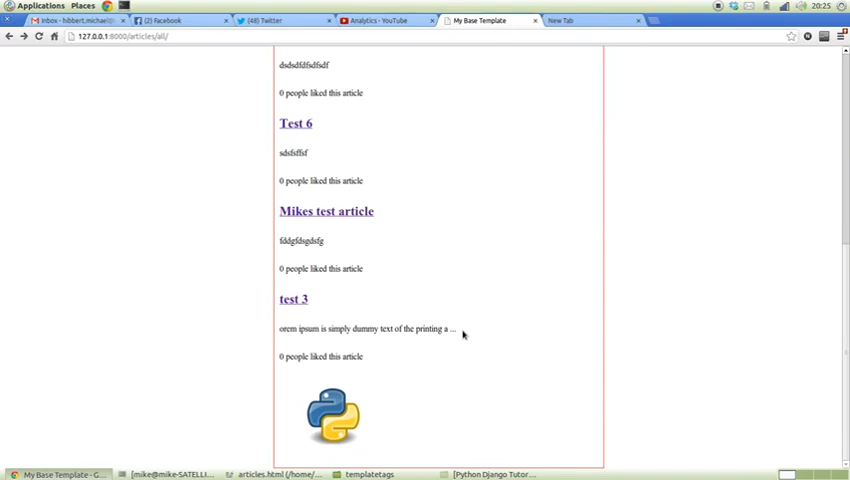 Applications Places 20:25
Inbox - hibbert.michael@ (2) Facebook (48) Twitter Analytics - YouTube My Base Template New Tab
127.0.0.1:8000/articles/all/
dsdsdfdfsdfsdf
0 people liked this article
Test 6
sdsfsffsf
0 people liked this article
Mikes test article
fddgfdsgdsfg
0 people liked this article
test 3
orem ipsum is simply dummy text of the printing a ...
0 people liked this article
My Base Template - G... [mike@mike-SATELLI... articles.html (/home/... templatetags [Python Django Tutor...